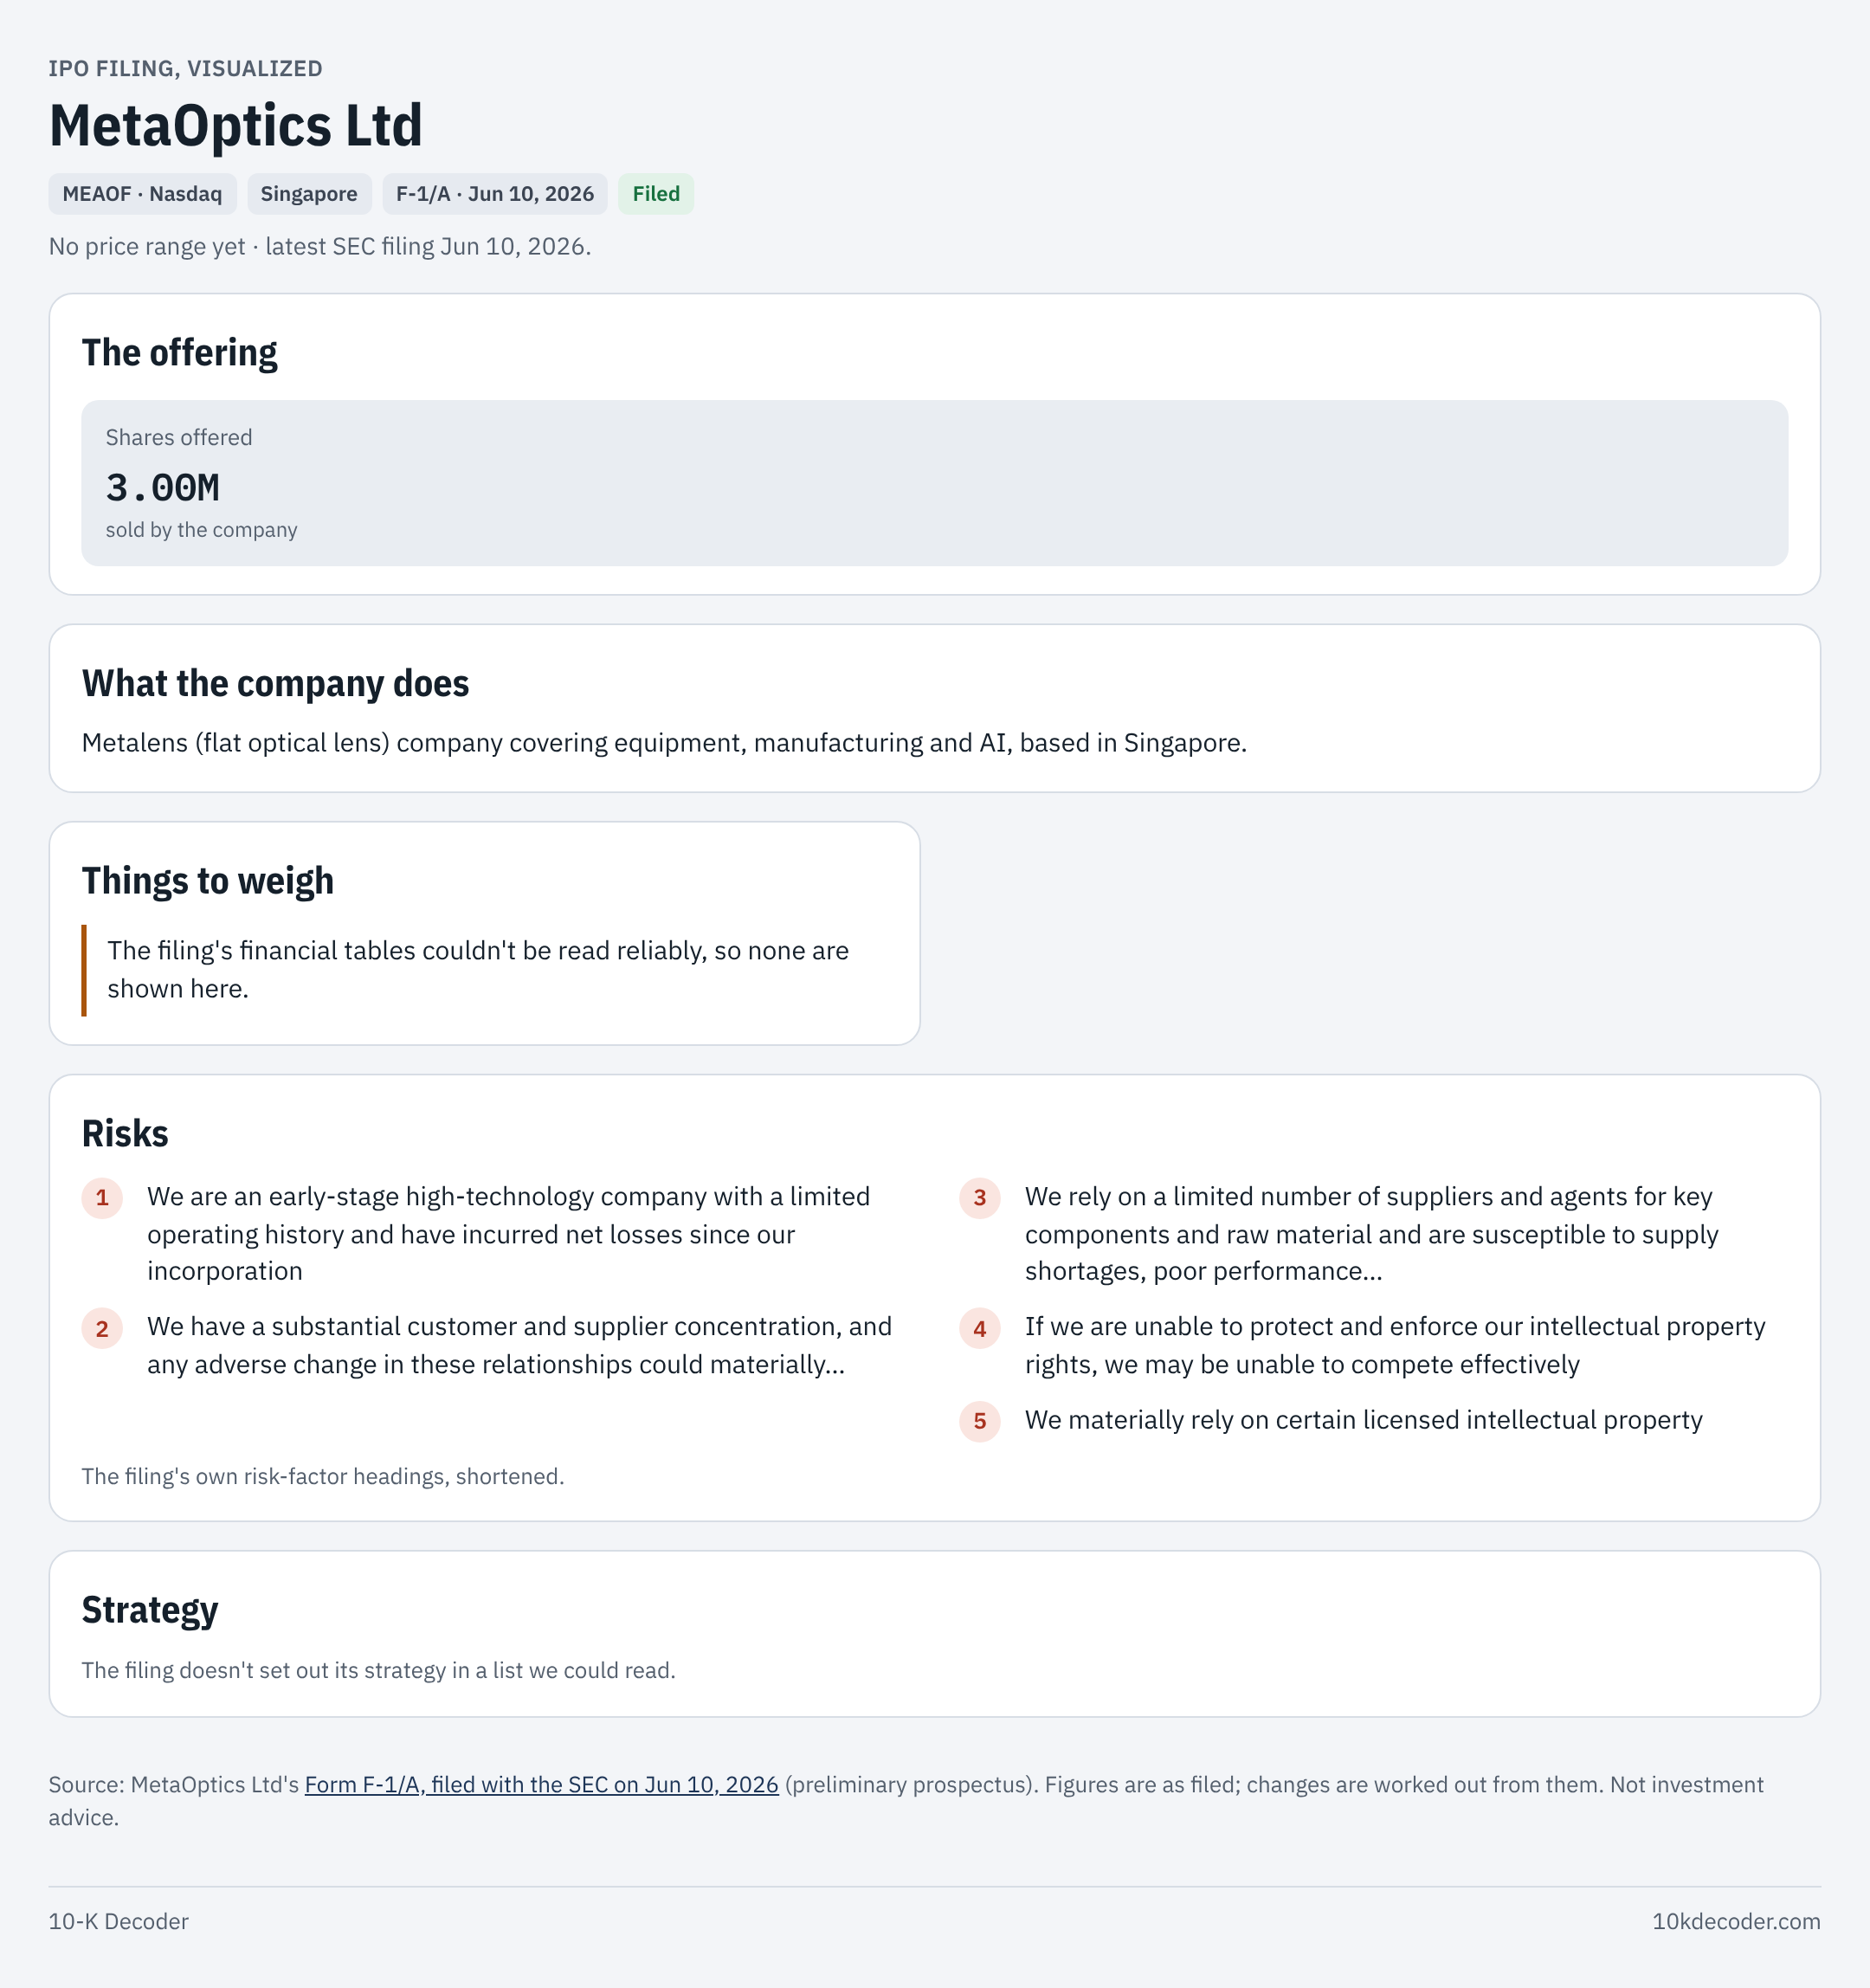 IPO FILING, VISUALIZED
MetaOptics Ltd
MEAOF · Nasdaq
Singapore
F-1/A · Jun 10, 2026
Filed
No price range yet · latest SEC filing Jun 10, 2026.
The offering
Shares offered
3.00M
sold by the company
What the company does
Metalens (flat optical lens) company covering equipment, manufacturing and AI, based in Singapore.
Things to weigh
The filing's financial tables couldn't be read reliably, so none are
shown here.
Risks
1 We are an early-stage high-technology company with a limited
operating history and have incurred net losses since our
incorporation
2 We have a substantial customer and supplier concentration, and
any adverse change in these relationships could materially...
3 We rely on a limited number of suppliers and agents for key
components and raw material and are susceptible to supply
shortages, poor performance...
4 If we are unable to protect and enforce our intellectual property
rights, we may be unable to compete effectively
5 We materially rely on certain licensed intellectual property
The filing's own risk-factor headings, shortened.
Strategy
The filing doesn't set out its strategy in a list we could read.
Source: MetaOptics Ltd's Form F-1/A, filed with the SEC on Jun 10, 2026 (preliminary prospectus). Figures are as filed; changes are worked out from them. Not investment
advice.
10-K Decoder
10kdecoder.com